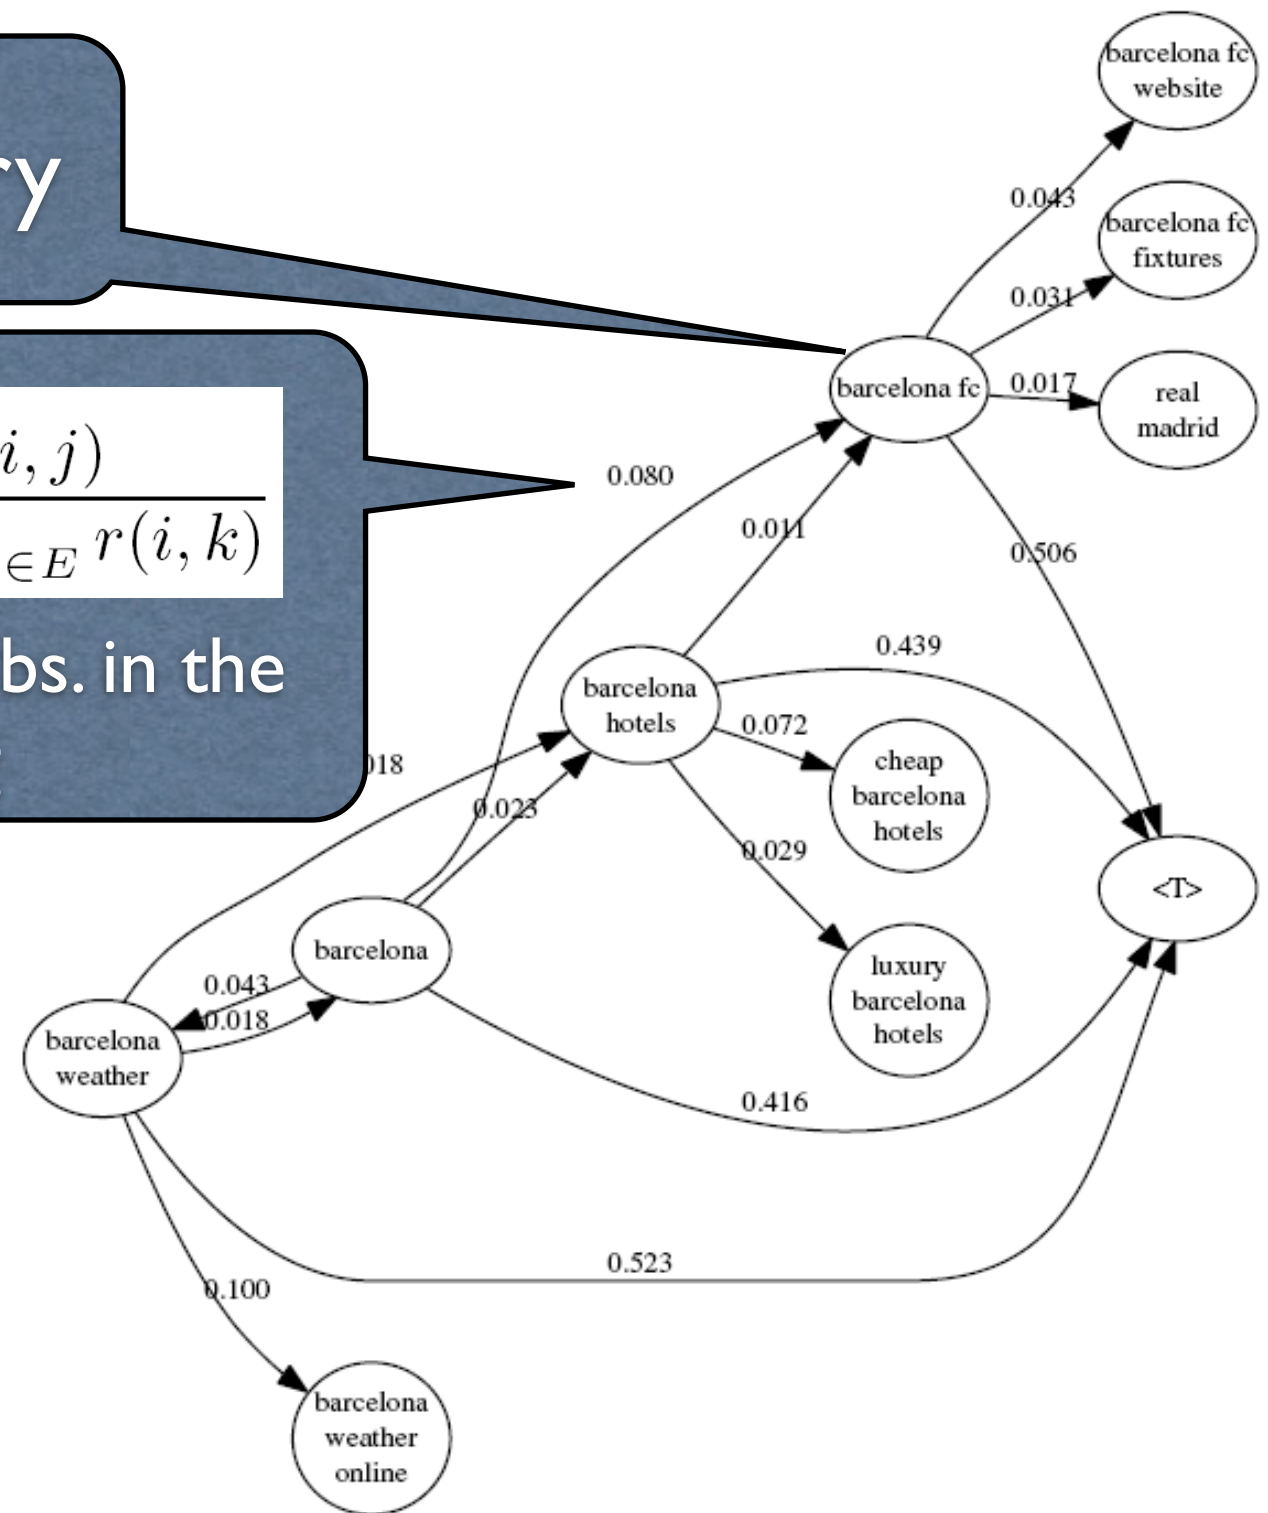 barcelona fc
website
ry
0.043
barcelona fc
fixtures
0.031
barcelona fc
0.017
real
madrid
i, j)
∈E r(i, k)
0.080
0.011
0.506
bs. in the
0.439
barcelona
hotels
0.072
018
cheap
barcelona
hotels
0.023
0.029
<T>
barcelona
luxury
barcelona
hotels
0.043
0.018
barcelona
weather
0.416
0.523
0.100
barcelona
weather
online